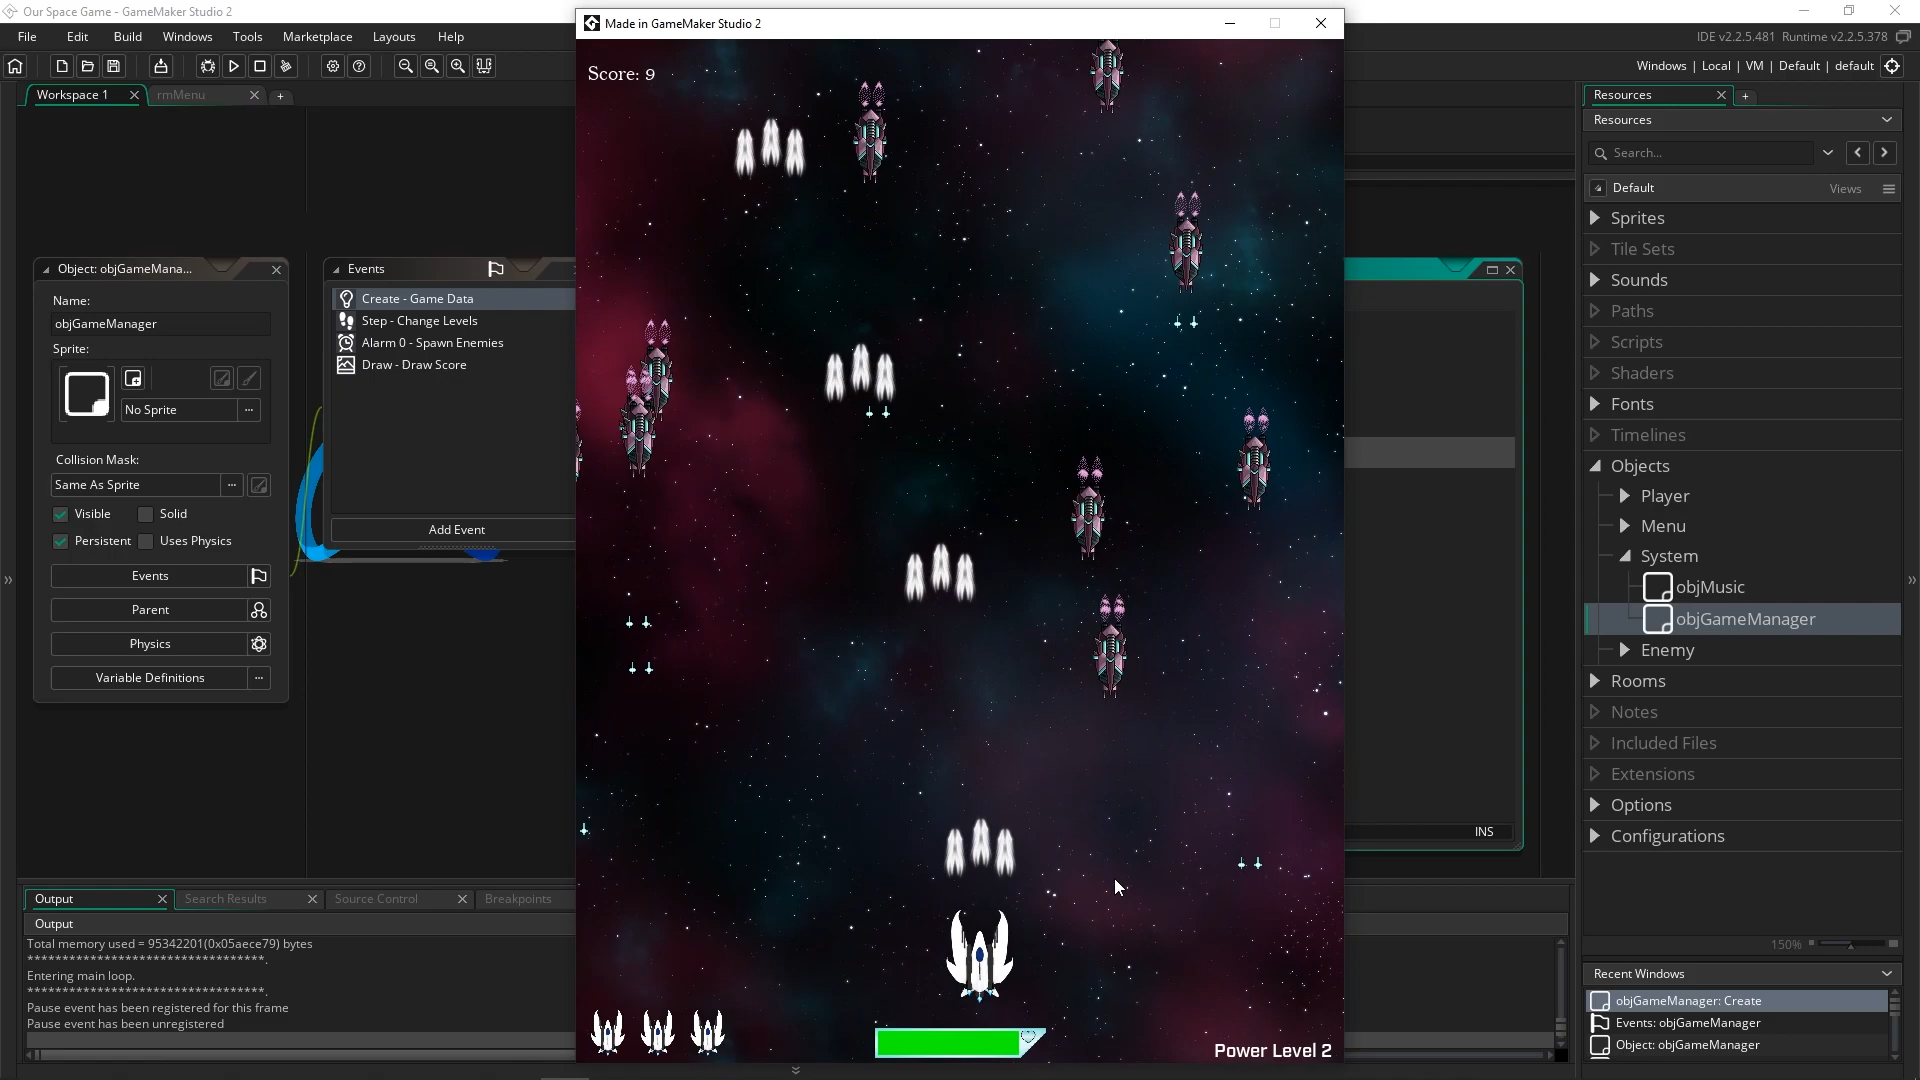 Our Space Game - GameMaker Studio 2
Made in GameMaker Studio 2
File Edit Build Windows Tools Marketplace Layouts Help
IDE v2.2.5.481 Runtime v2.2.5.378
Windows | Local | VM | Default | default
Workspace 1
rmMenu
Score: 9
Resources
Resources
Search...
Default
Views
Sprites
Tile Sets
Sounds
Paths
Scripts
Shaders
Fonts
Timelines
Objects
Player
Menu
System
objMusic
objGameManager
Enemy
Rooms
Notes
Included Files
Extensions
Options
Configurations
150%
Recent Windows
objGameManager: Create
Events: objGameManager
Object: objGameManager
Object: objGameMana...
Name:
objGameManager
Sprite:
No Sprite
Collision Mask:
Same As Sprite
Visible
Solid
Persistent
Uses Physics
Events
Parent
Physics
Variable Definitions
Events
Create - Game Data
Step - Change Levels
Alarm 0 - Spawn Enemies
Draw - Draw Score
Add Event
INS
Output
Search Results
Source Control
Breakpoints
Output
Total memory used = 95342201(0x05aece79) bytes
**********************************.
Entering main loop.
**********************************.
Pause event has been registered for this frame
Pause event has been unregistered
Power Level 2